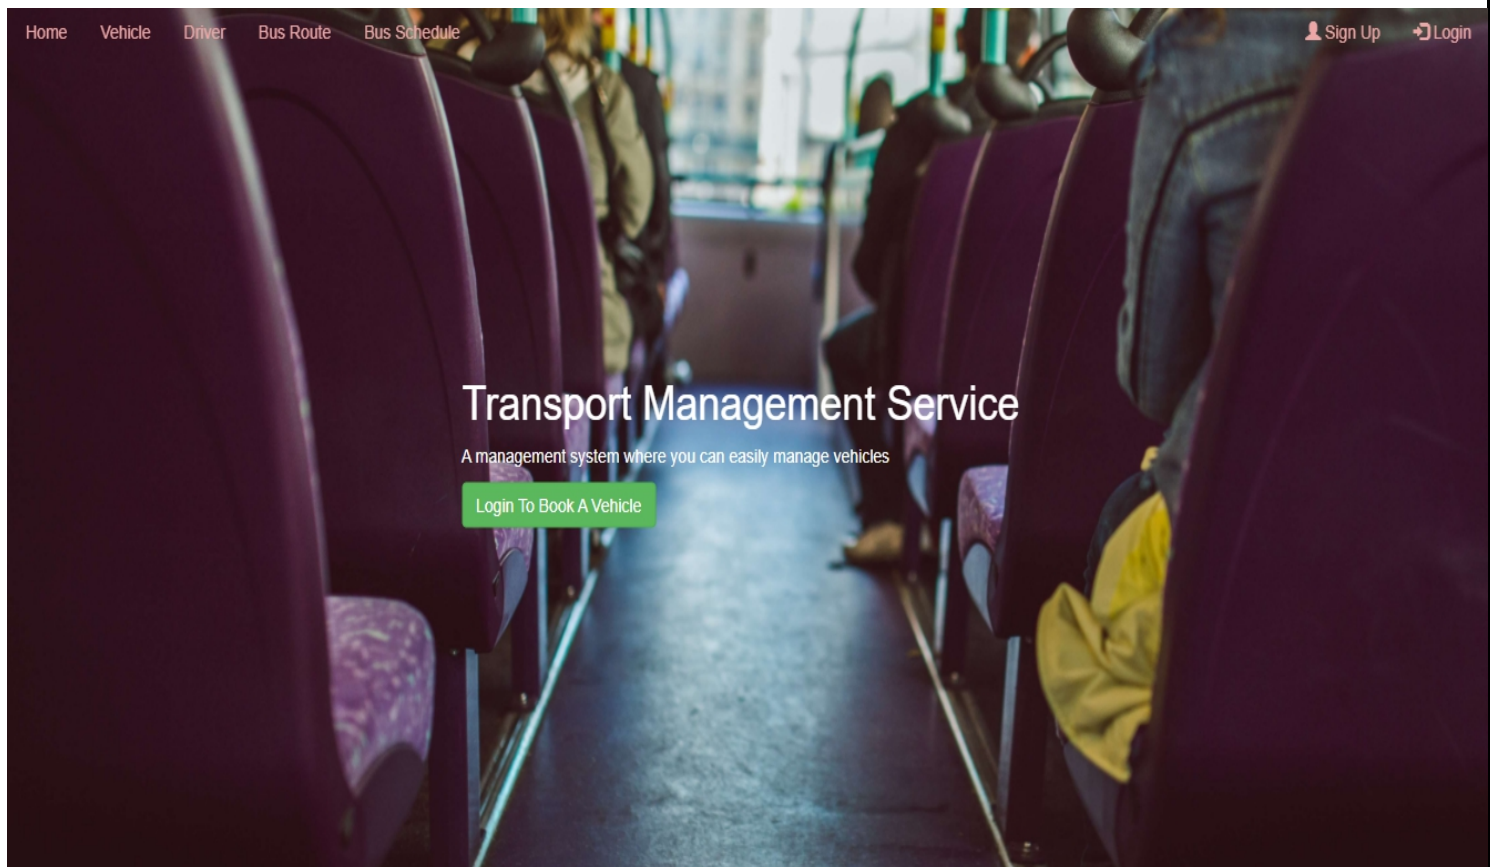 Home Vehicle Driver Bus Route Bus Schedule Sign Up Login
Transport Management Service
A management system where you can easily manage vehicles
Login To Book A Vehicle